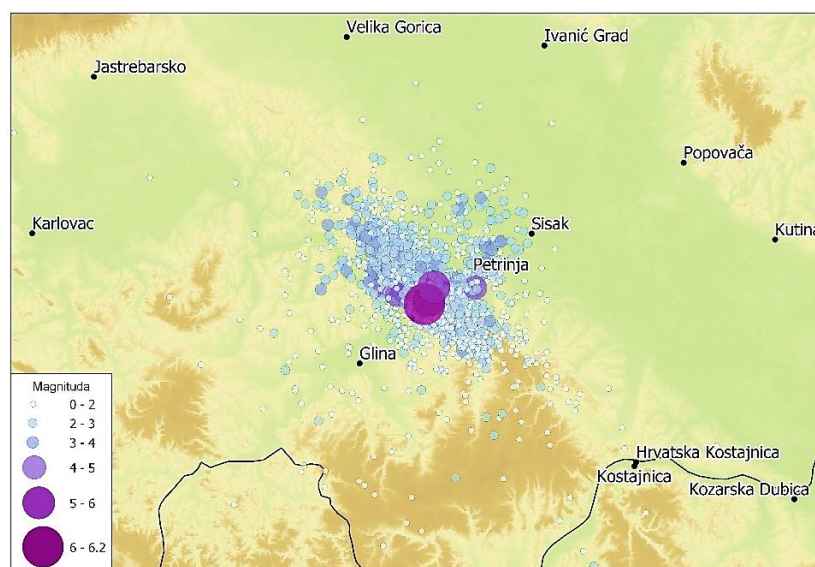 Velika Gorica
Ivanić Grad
Jastrebarsko
Popovača
Karlovac
Sisak
Kutina
Petrinja
Glina
Magnituda
0 - 2
2 - 3
3 - 4
4 - 5
5 - 6
6 - 6.2
Hrvatska Kostajnica
Kostajnica
Kozarska Dubica